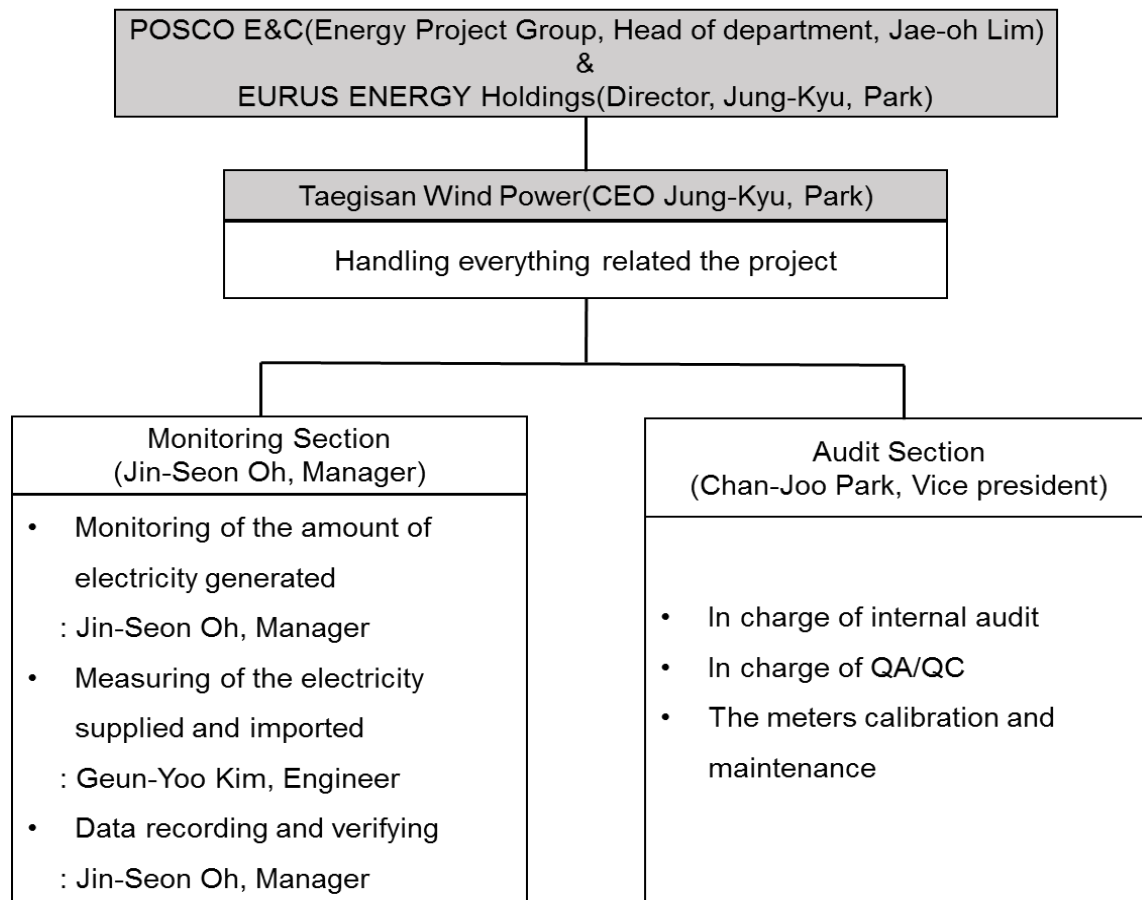 POSCO E&C(Energy Project Group, Head of department, Jae-oh Lim)
&
EURUS ENERGY Holdings(Director, Jung-Kyu, Park)
Taegisan Wind Power(CEO Jung-Kyu, Park)
Handling everything related the project
Monitoring Section
(Jin-Seon Oh, Manager)
• Monitoring of the amount of
electricity generated
: Jin-Seon Oh, Manager
• Measuring of the electricity
supplied and imported
: Geun-Yoo Kim, Engineer
• Data recording and verifying
: Jin-Seon Oh, Manager
Audit Section
(Chan-Joo Park, Vice president)
• In charge of internal audit
• In charge of QA/QC
• The meters calibration and
maintenance